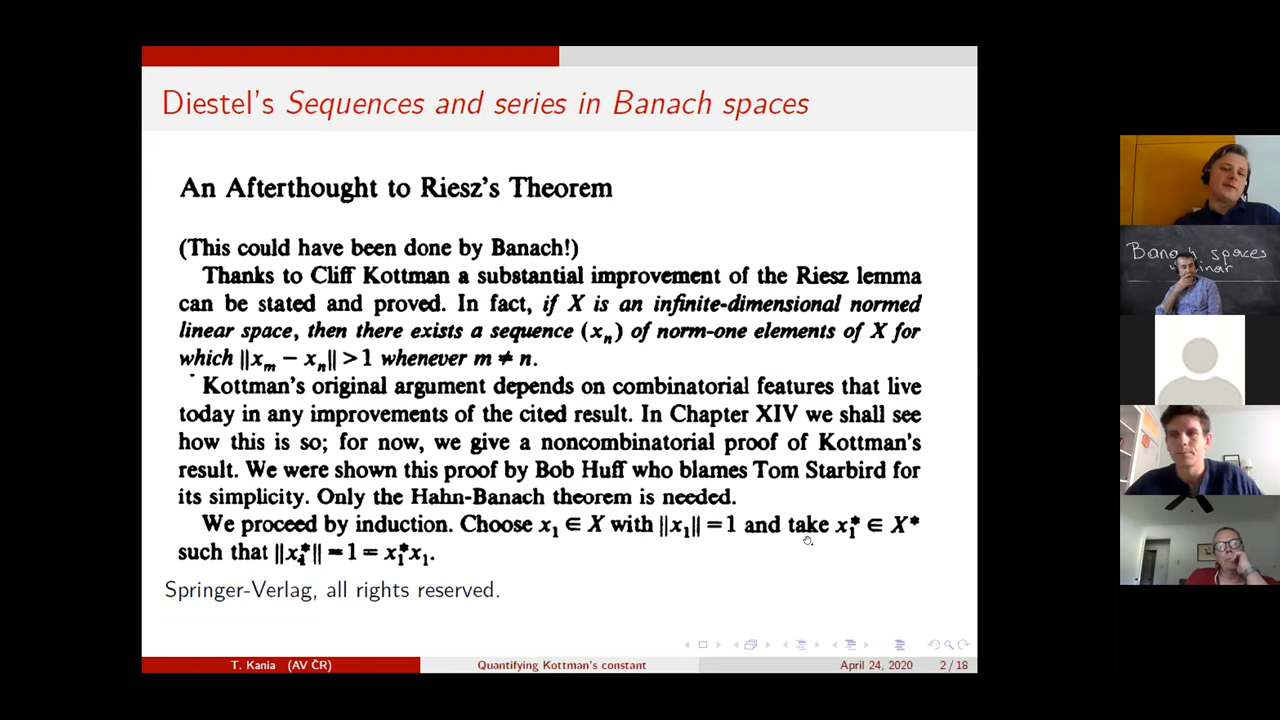 Diestel's Sequences and series in Banach spaces
An Afterthought to Riesz's Theorem
(This could have been done by Banach!)
Thanks to Cliff Kottman a substantial improvement of the Riesz lemma
can be stated and proved. In fact, if X is an infinite-dimensional normed
linear space, then there exists a sequence (xₙ) of norm-one elements of X for
which ||xₘ − xₙ|| > 1 whenever m ≠ n.
Kottman's original argument depends on combinatorial features that live
today in any improvements of the cited result. In Chapter XIV we shall see
how this is so; for now, we give a noncombinatorial proof of Kottman's
result. We were shown this proof by Bob Huff who blames Tom Starbird for
its simplicity. Only the Hahn-Banach theorem is needed.
We proceed by induction. Choose x₁ ∈ X with ||x₁|| = 1 and take x₁* ∈ X*
such that ||x₁*|| = 1 = x₁*x₁.
Springer-Verlag, all rights reserved.
T. Kania (AV ČR) Quantifying Kottman's constant April 24, 2020 2 / 18
Banach spaces